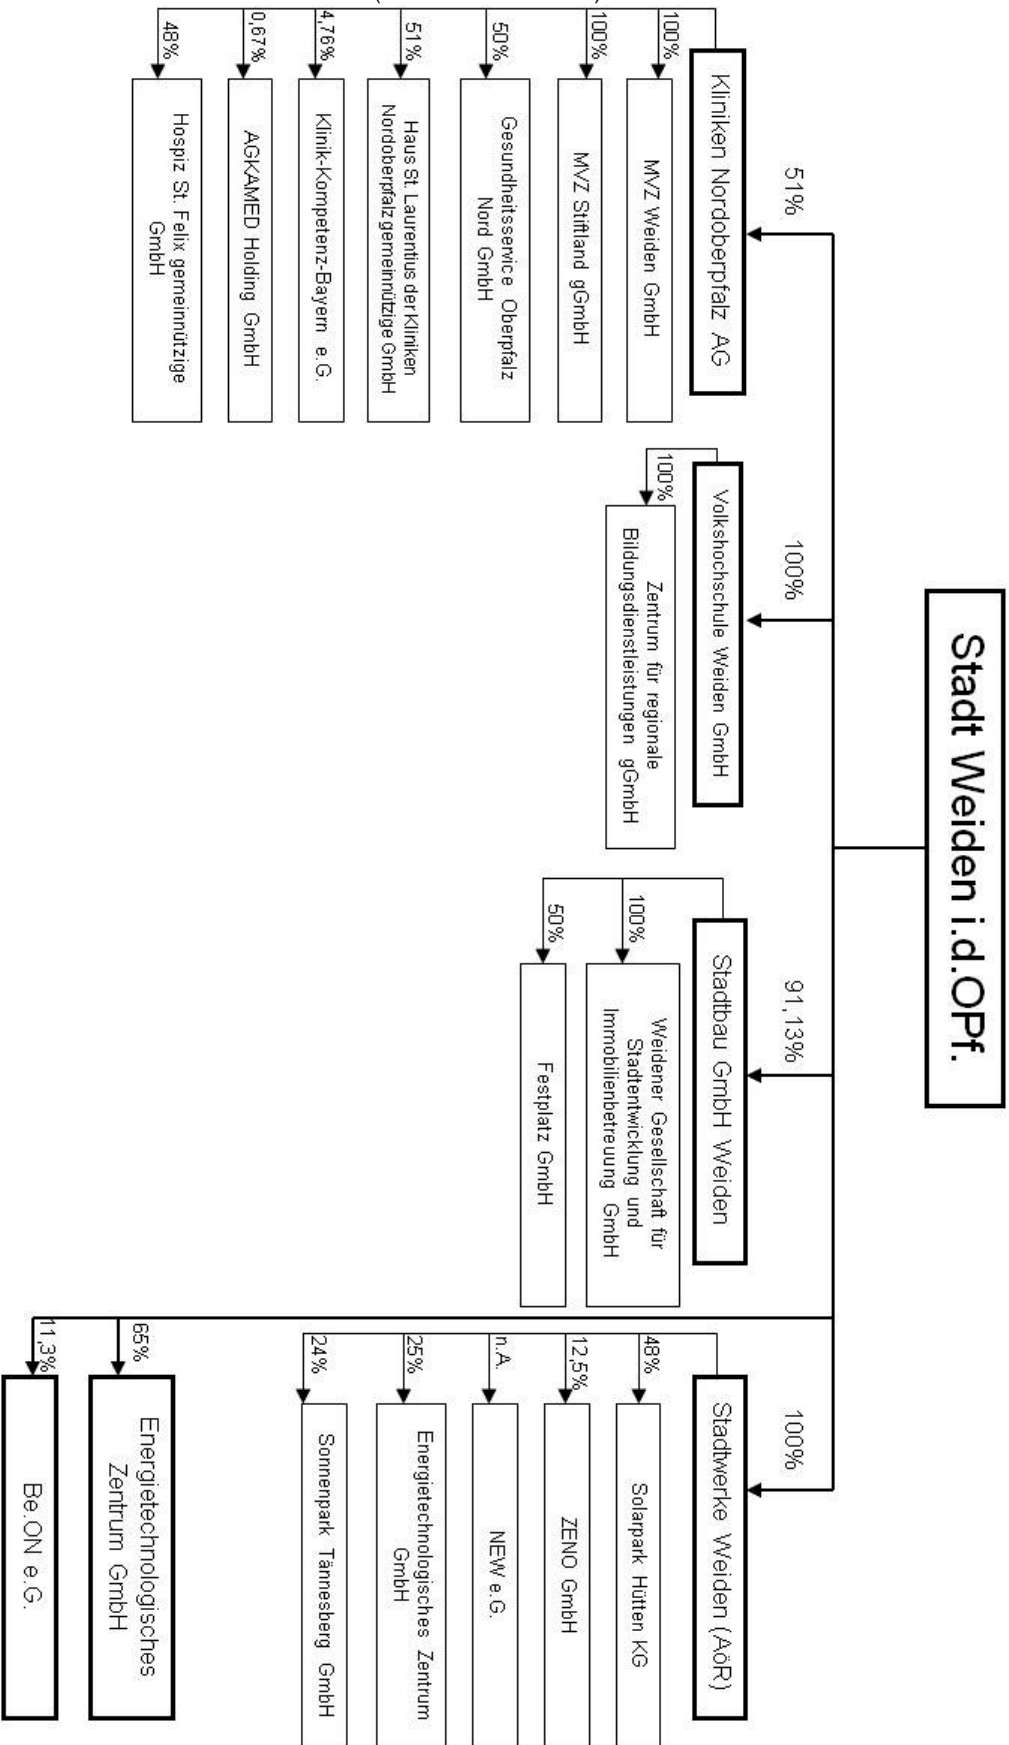 Stadt Weiden i.d.OPf.
51%
Kliniken Nordoberpfalz AG
100%
MVZ Weiden GmbH
100%
MVZ Stiftland gGmbH
50%
Gesundheitsservice Oberpfalz
Nord GmbH
51%
Haus St. Laurentius der Kliniken
Nordoberpfalz gemeinnützige GmbH
4,76%
Klinik-Kompetenz-Bayern e.G.
0,67%
AGKAMED Holding GmbH
48%
Hospiz St. Felix gemeinnützige
GmbH
100%
Volkshochschule Weiden GmbH
100%
Zentrum für regionale
Bildungsdienstleistungen gGmbH
91,13%
Stadtbau GmbH Weiden
100%
Weidener Gesellschaft für
Stadtentwicklung und
Immobilienbetreuung GmbH
50%
Festplatz GmbH
100%
Stadtwerke Weiden (AöR)
48%
Solarpark Hütten KG
12,5%
ZENO GmbH
n.A.
NEW e.G.
25%
Energietechnologisches Zentrum
GmbH
24%
Sonnenpark Tännesberg GmbH
65%
Energietechnologisches
Zentrum GmbH
11,3%
Be.ON e.G.